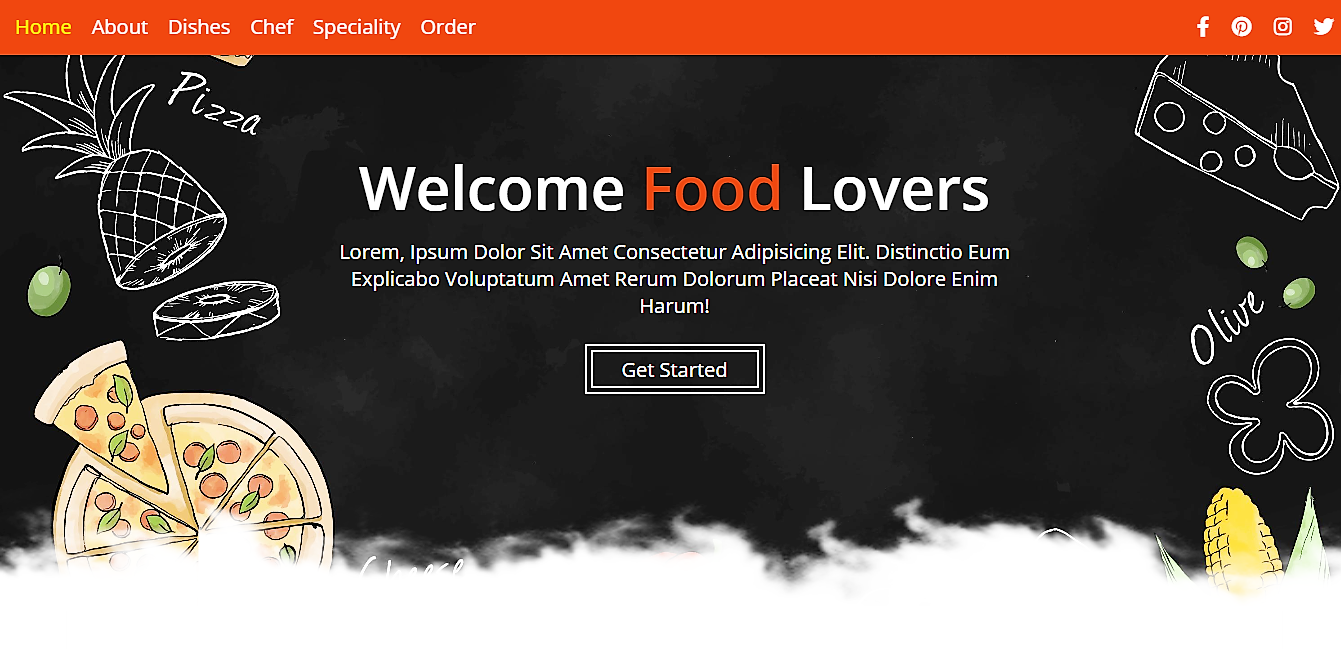 Home About Dishes Chef Speciality Order
Pizza
Welcome Food Lovers
Lorem, Ipsum Dolor Sit Amet Consectetur Adipisicing Elit. Distinctio Eum
Explicabo Voluptatum Amet Rerum Dolorum Placeat Nisi Dolore Enim
Harum!
Olive
Get Started